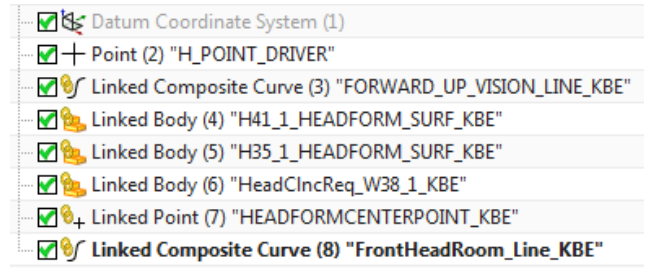 Datum Coordinate System (1)
Point (2) "H_POINT_DRIVER"
Linked Composite Curve (3) "FORWARD_UP_VISION_LINE_KBE"
Linked Body (4) "H41_1_HEADFORM_SURF_KBE"
Linked Body (5) "H35_1_HEADFORM_SURF_KBE"
Linked Body (6) "HeadClncReq_W38_1_KBE"
Linked Point (7) "HEADFORMCENTERPOINT_KBE"
Linked Composite Curve (8) "FrontHeadRoom_Line_KBE"